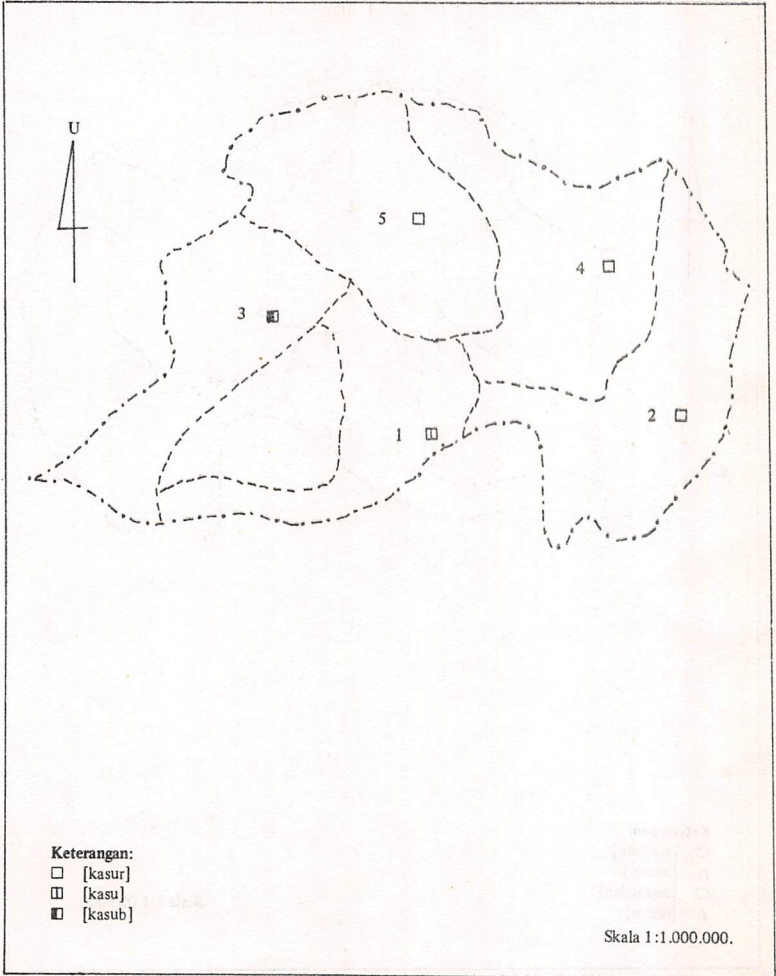 U
5
4
3
2
1
Keterangan:
[kasur]
[kasu]
[kasub]
Skala 1:1.000.000.